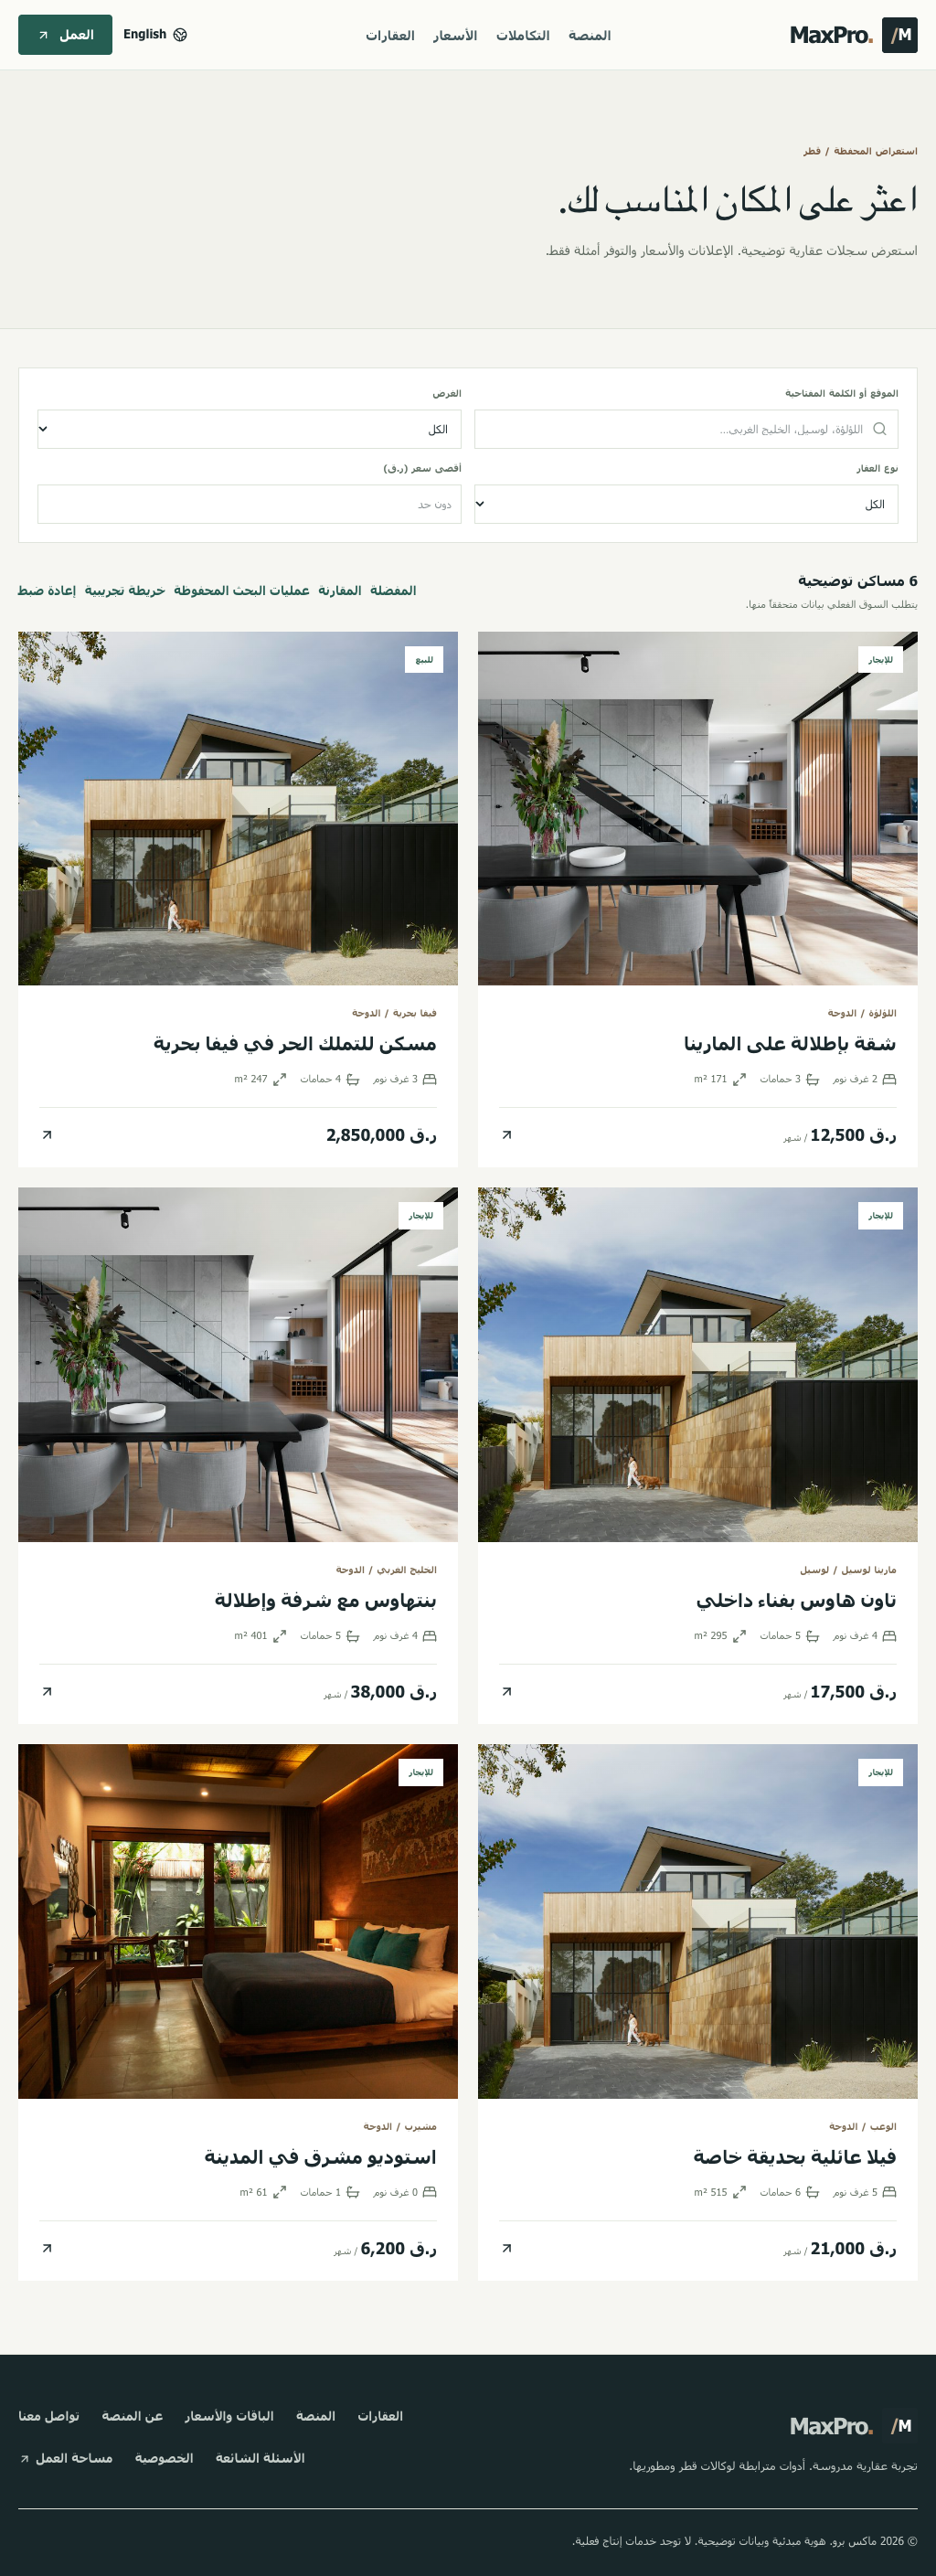 /M MaxPro.
المنصة التكاملات الأسعار العقارات
English
العمل
استعراض المحفظة / قطر
اعثر على المكان المناسب لك.
استعرض سجلات عقارية توضيحية. الإعلانات والأسعار والتوفر أمثلة فقط.
الموقع أو الكلمة المفتاحية
اللؤلؤة، لوسيل، الخليج الغربي...
العرض
الكل
نوع العقار
الكل
أقصى سعر (ر.ق)
دون حد
6 مساكن توضيحية
يتطلب السوق الفعلي بيانات متحققاً منها.
المفضلة المقارنة عمليات البحث المحفوظة خريطة تجريبية إعادة ضبط
للإيجار
اللؤلؤة / الدوحة
شقة بإطلالة على المارينا
2 غرف نوم 3 حمامات 171 m²
ر.ق 12,500 / شهر
للبيع
فيفا بحرية / الدوحة
مسكن للتملك الحر في فيفا بحرية
3 غرف نوم 4 حمامات 247 m²
ر.ق 2,850,000
للإيجار
مارينا لوسيل / لوسيل
تاون هاوس بفناء داخلي
4 غرف نوم 5 حمامات 295 m²
ر.ق 17,500 / شهر
للإيجار
الخليج الغربي / الدوحة
بنتهاوس مع شرفة وإطلالة
4 غرف نوم 5 حمامات 401 m²
ر.ق 38,000 / شهر
للإيجار
الوعب / الدوحة
فيلا عائلية بحديقة خاصة
5 غرف نوم 6 حمامات 515 m²
ر.ق 21,000 / شهر
للإيجار
مشيرب / الدوحة
استوديو مشرق في المدينة
0 غرف نوم 1 حمامات 61 m²
ر.ق 6,200 / شهر
/M MaxPro.
تجربة عقارية مدروسة. أدوات مترابطة لوكالات قطر ومطوريها.
العقارات المنصة الباقات والأسعار عن المنصة تواصل معنا
الأسئلة الشائعة الخصوصية مساحة العمل
© 2026 ماكس برو. هوية مبدئية وبيانات توضيحية. لا توجد خدمات إنتاج فعلية.